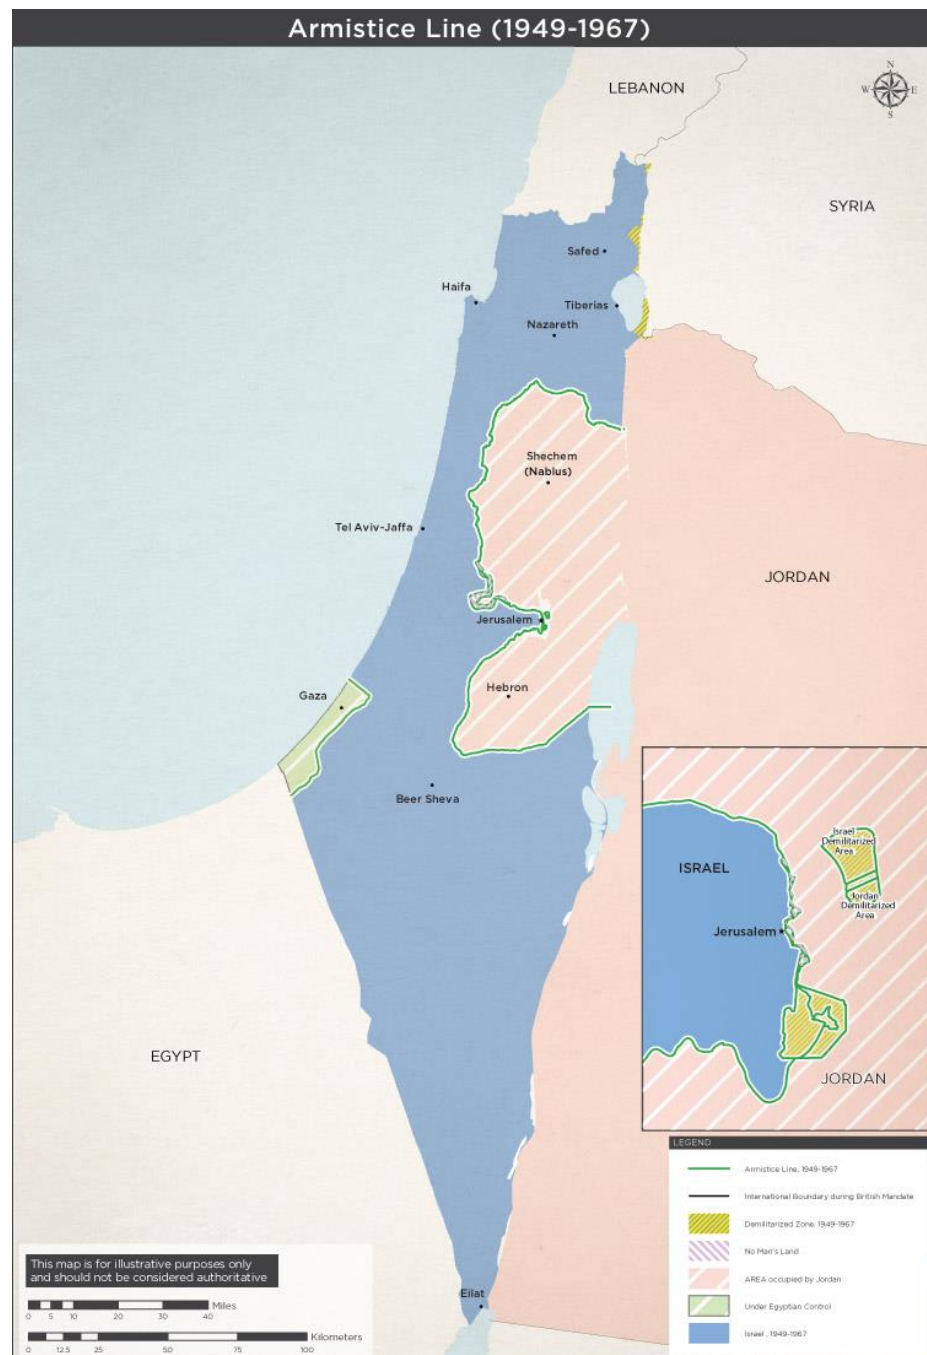 Armistice Line (1949-1967)
LEBANON
N
W
E
S
SYRIA
Safed
Haifa
Tiberias
Nazareth
Shechem
(Nablus)
Tel Aviv-Jaffa
JORDAN
Jerusalem
Hebron
Gaza
Beer Sheva
EGYPT
Eilat
Israel
Demilitarized
Area
ISRAEL
Jordan
Demilitarized
Area
Jerusalem
JORDAN
LEGEND
Armistice Line, 1949-1967
International Boundary during British Mandate
Demilitarized Zone, 1949-1967
No Man's Land
AREA occupied by Jordan
Under Egyptian Control
Israel , 1949-1967
This map is for illustrative purposes only
and should not be considered authoritative
Miles
0 5 10 20 30 40
Kilometers
0 12.5 25 50 75 100